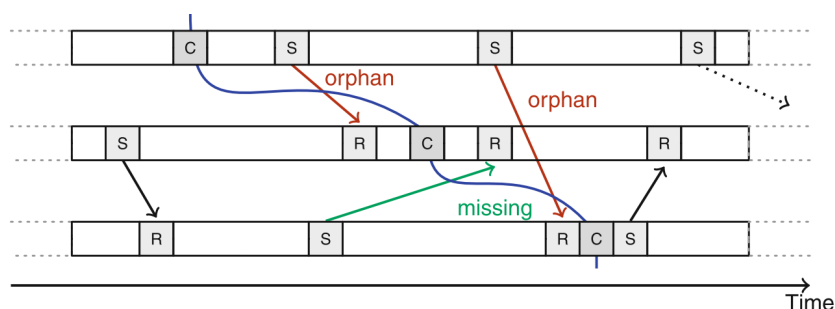 C S S S
orphan
orphan
S R C R R
missing
R S R C S
Time